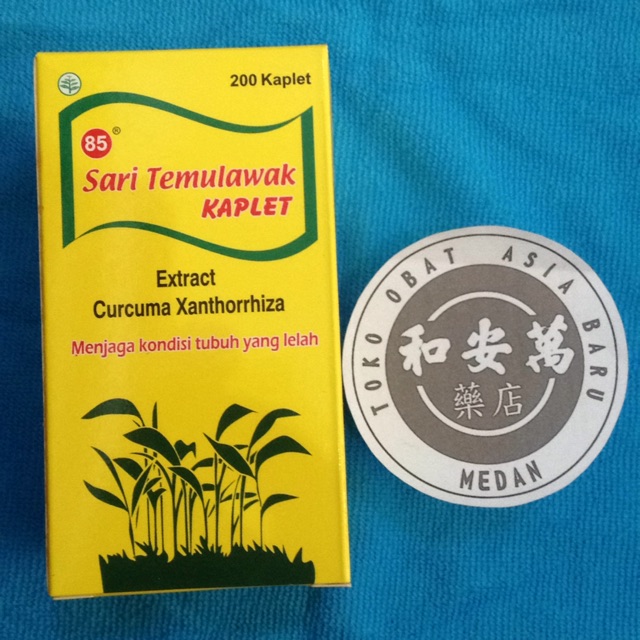 200 Kaplet
85®
Sari Temulawak
KAPLET
Extract
Curcuma Xanthorrhiza
Menjaga kondisi tubuh yang lelah
TOKO OBAT ASIA BARU
和安萬
藥店
MEDAN